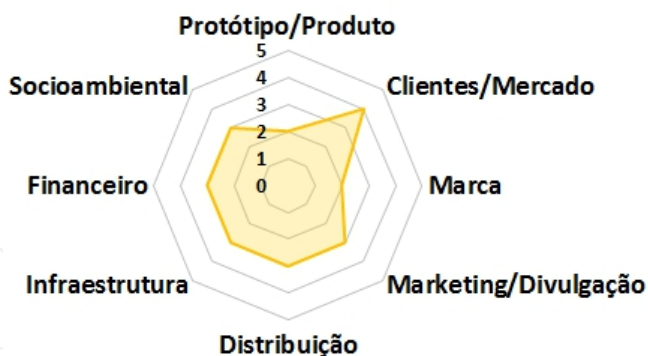 Protótipo/Produto
5
Socioambiental
4
Clientes/Mercado
3
2
1
Financeiro
0
Marca
Infraestrutura
Marketing/Divulgação
Distribuição